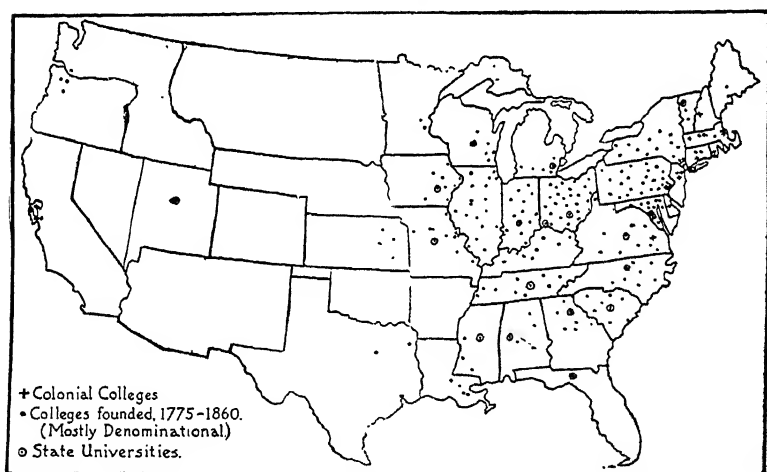 + Colonial Colleges
• Colleges founded, 1775-1860.
(Mostly Denominational.)
⊙ State Universities.